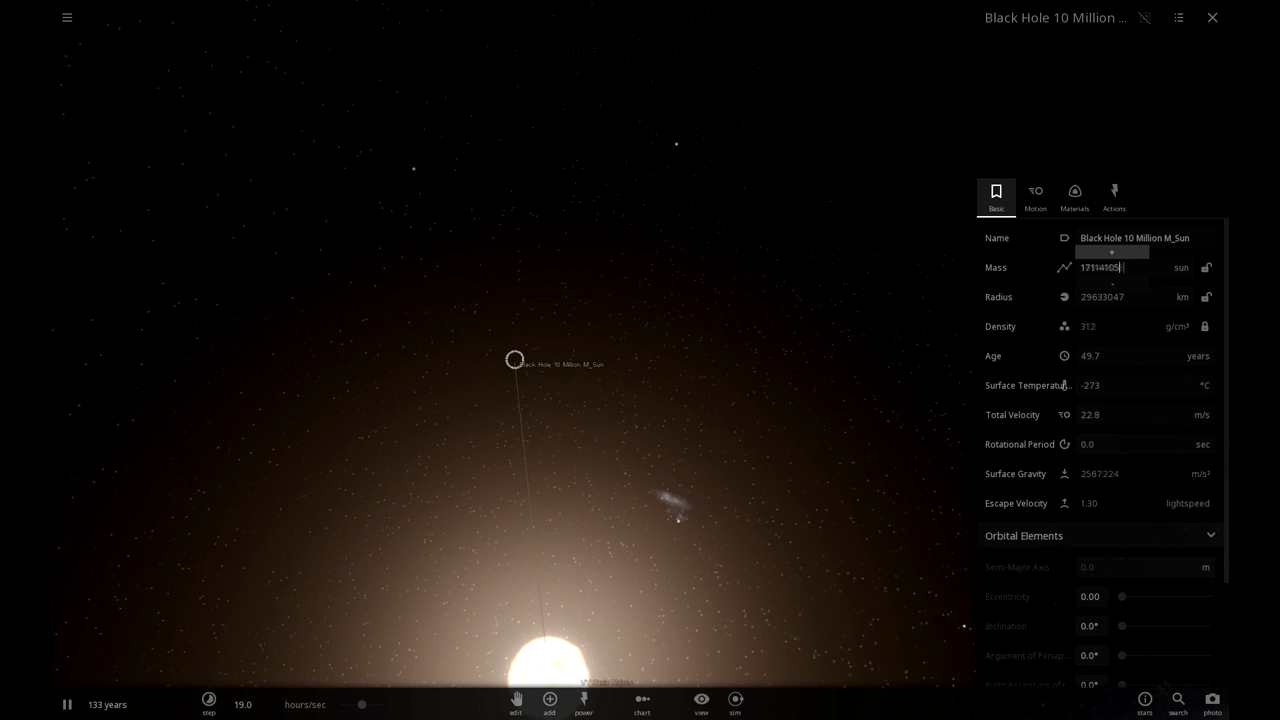 Black Hole 10 Million ...
Basic
Motion
Materials
Actions
Name
Black Hole 10 Million M_Sun
+
Mass
sun
-
Radius
29633047
km
Density
312
g/cm³
Age
49.7
years
Surface Temperatu...
-273
°C
Total Velocity
22.8
m/s
Rotational Period
0.0
sec
Surface Gravity
2587224
m/s²
Escape Velocity
1.30
lightspeed
Orbital Elements
Semi-Major Axis
0.0
m
Eccentricity
0.00
Inclination
0.0°
Argument of Periap...
0.0°
0.0°
Black Hole 10 Million M_Sun
133 years
step
19.0
hours/sec
edit
add
power
chart
view
sim
stats
search
photo